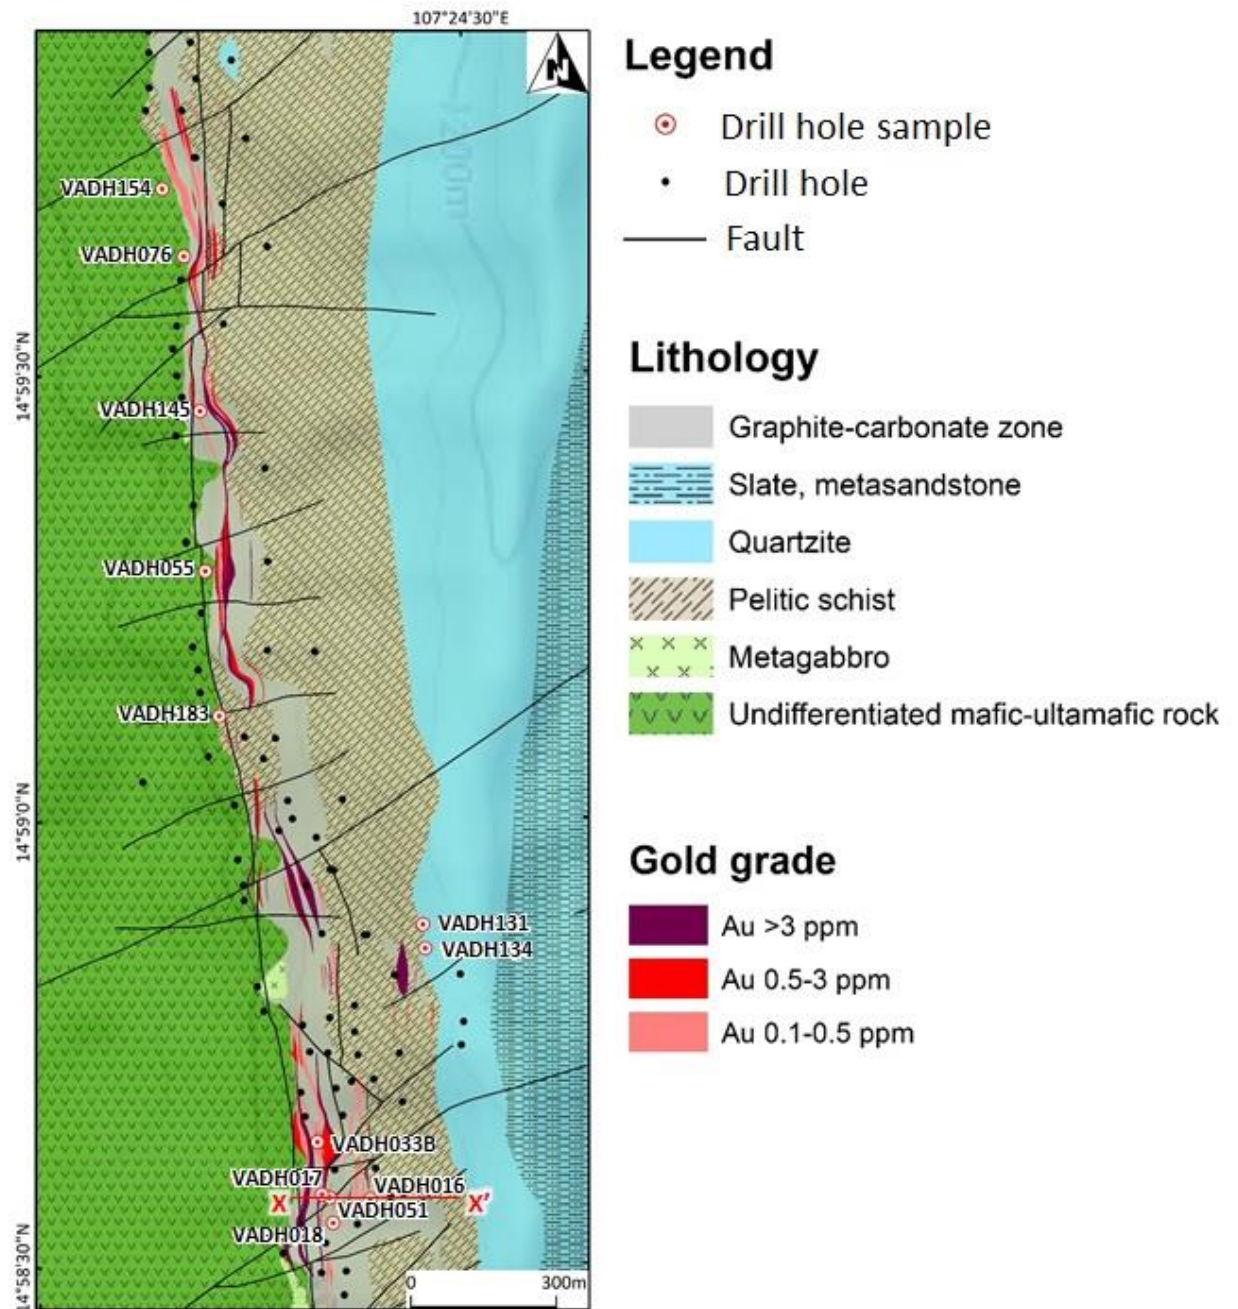 107°24'30"E
N
1200m
VADH154
VADH076
14°59'30"N
VADH145
VADH055
VADH183
14°59'0"N
VADH131
VADH134
VADH033B
VADH017
VADH016
X
X'
VADH051
VADH018
14°58'30"N
0
300m
Legend
Drill hole sample
Drill hole
Fault
Lithology
Graphite-carbonate zone
Slate, metasandstone
Quartzite
Pelitic schist
Metagabbro
Undifferentiated mafic-ultamafic rock
Gold grade
Au >3 ppm
Au 0.5-3 ppm
Au 0.1-0.5 ppm